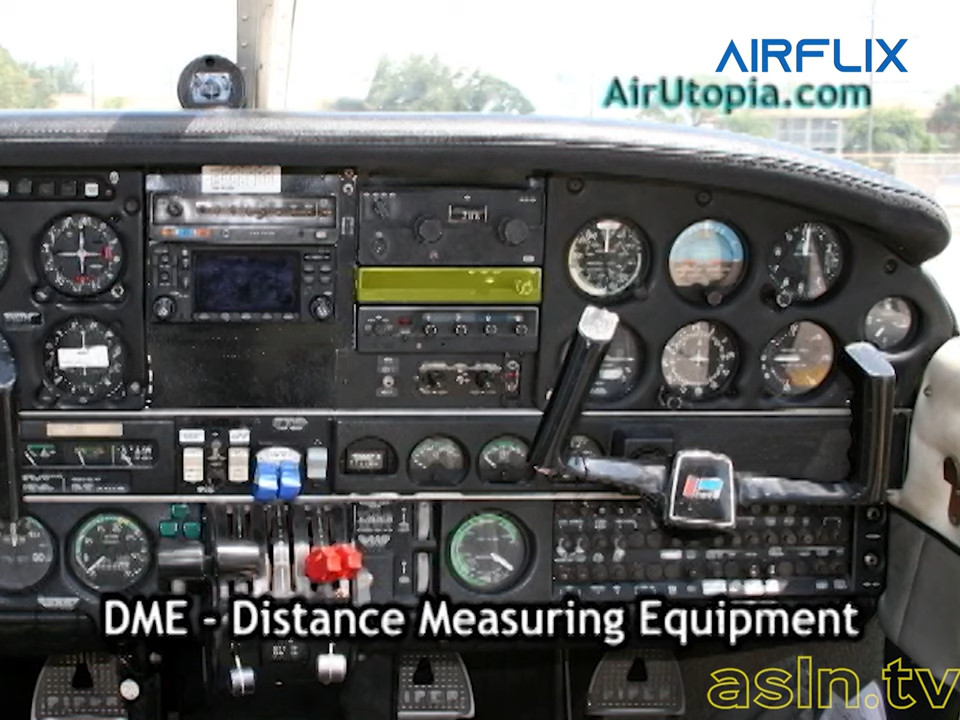 AIRFLIX
AirUtopia.com
DME - Distance Measuring Equipment
asln.tv